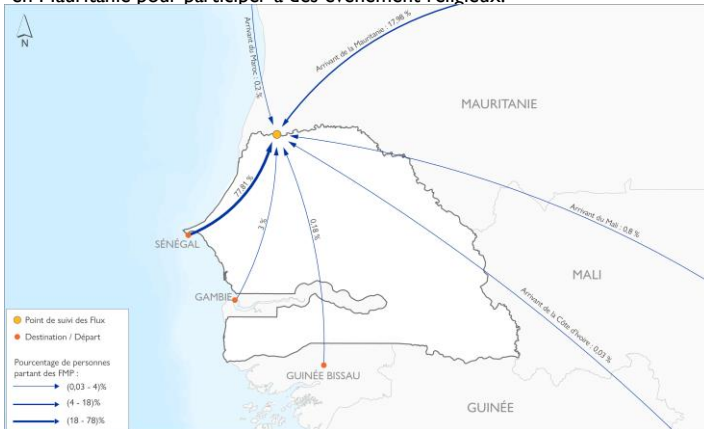 en Mauritanie pour participer à des événement religieux.
N
Arrivant du Maroc : 0.2 %
Arrivant de la Mauritanie : 17.98 %
MAURITANIE
77.81 %
3 %
0.18 %
Arrivant du Mali : 0.8 %
SÉNÉGAL
MALI
GAMBIE
Arrivant de la Côte d'Ivoire : 0.03 %
Point de suivi des Flux
Destination / Départ
Pourcentage de personnes
partant des FMP :
(0,03 - 4)%
(4 - 18)%
(18 - 78)%
GUINÉE BISSAU
GUINÉE